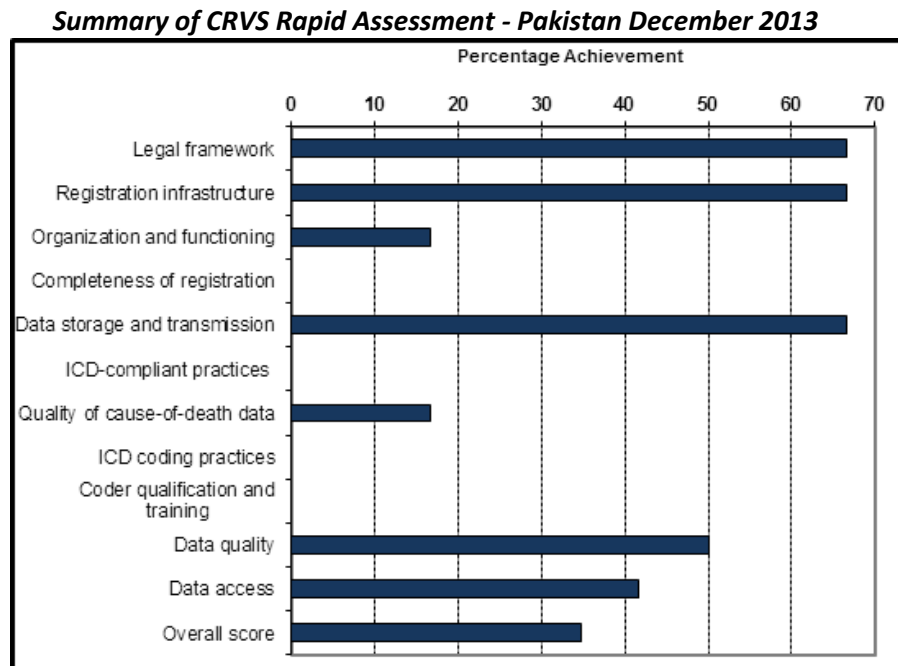 Summary of CRVS Rapid Assessment - Pakistan December 2013
Percentage Achievement
0 10 20 30 40 50 60 70
Legal framework
Registration infrastructure
Organization and functioning
Completeness of registration
Data storage and transmission
ICD-compliant practices
Quality of cause-of-death data
ICD coding practices
Coder qualification and
training
Data quality
Data access
Overall score